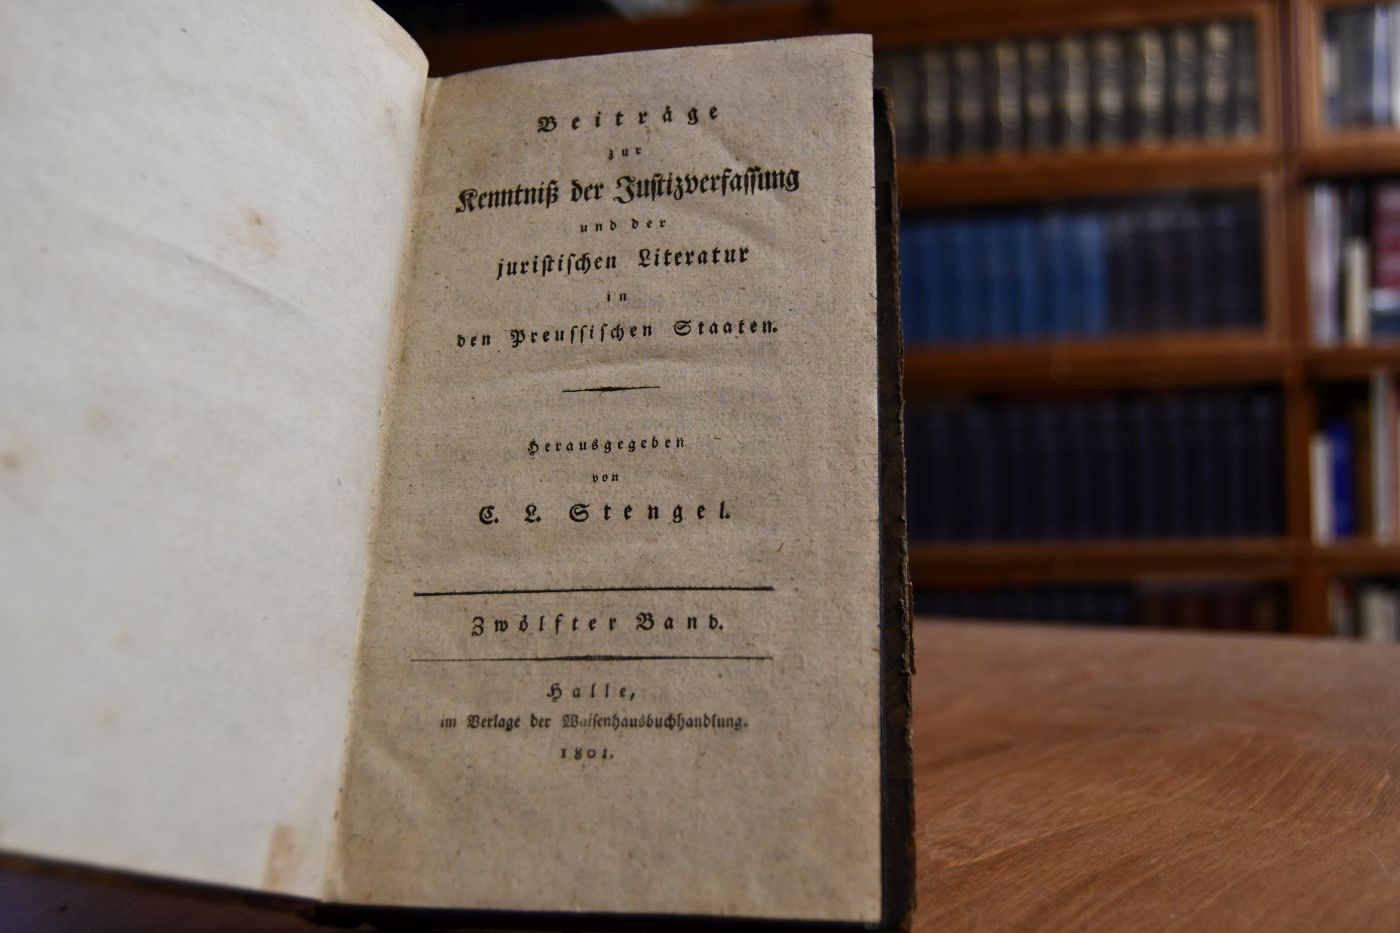 Beiträge
zur
Kenntniß der Juſtizverfaſſung
und der
juriſtiſchen Literatur
in
den Preuſſiſchen Staaten.
Herausgegeben
von
C. L. Stengel.
Zwölfter Band.
Halle,
im Verlage der Waiſenhausbuchhandlung.
1801.